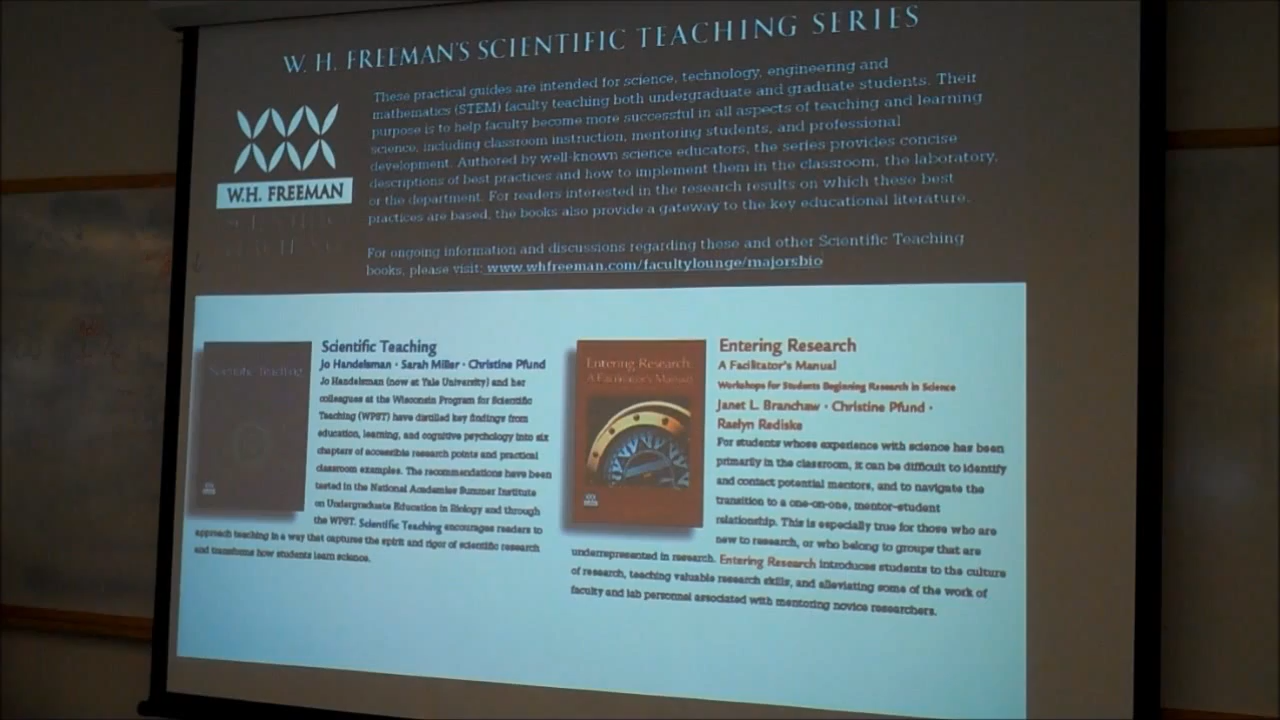 W. H. FREEMAN'S SCIENTIFIC TEACHING SERIES
These practical guides are intended for science, technology, engineering and
mathematics (STEM) faculty teaching both undergraduate and graduate students. Their
purpose is to help faculty become more successful in all aspects of teaching and learning
science, including classroom instruction, mentoring students, and professional
development. Authored by well-known science educators, the series provides concise
descriptions of best practices and how to implement them in the classroom, the laboratory,
or the department. For readers interested in the research results on which these best
practices are based, the books also provide a gateway to the key educational literature.
W.H. FREEMAN
SCIENTIFIC
TEACHING
For ongoing information and discussions regarding these and other Scientific Teaching
books, please visit: www.whfreeman.com/facultylounge/majorsbio
Scientific Teaching
Scientific Teaching
Jo Handelsman • Sarah Miller • Christine Pfund
Jo Handelsman (now at Yale University) and her
colleagues at the Wisconsin Program for Scientific
Teaching (WPST) have distilled key findings from
education, learning, and cognitive psychology into six
chapters of accessible research points and practical
classroom examples. The recommendations have been
tested in the National Academies Summer Institute
on Undergraduate Education in Biology and through
the WPST. Scientific Teaching encourages readers to
approach teaching in a way that captures the spirit and rigor of scientific research
and transforms how students learn science.
Entering Research
A Facilitator's Manual
Entering Research
A Facilitator's Manual
Workshops for Students Beginning Research in Science
Janet L. Branchaw • Christine Pfund •
Raelyn Rediske
For students whose experience with science has been
primarily in the classroom, it can be difficult to identify
and contact potential mentors, and to navigate the
transition to a one-on-one, mentor-student
relationship. This is especially true for those who are
new to research, or who belong to groups that are
underrepresented in research. Entering Research introduces students to the culture
of research, teaching valuable research skills, and alleviating some of the work of
faculty and lab personnel associated with mentoring novice researchers.